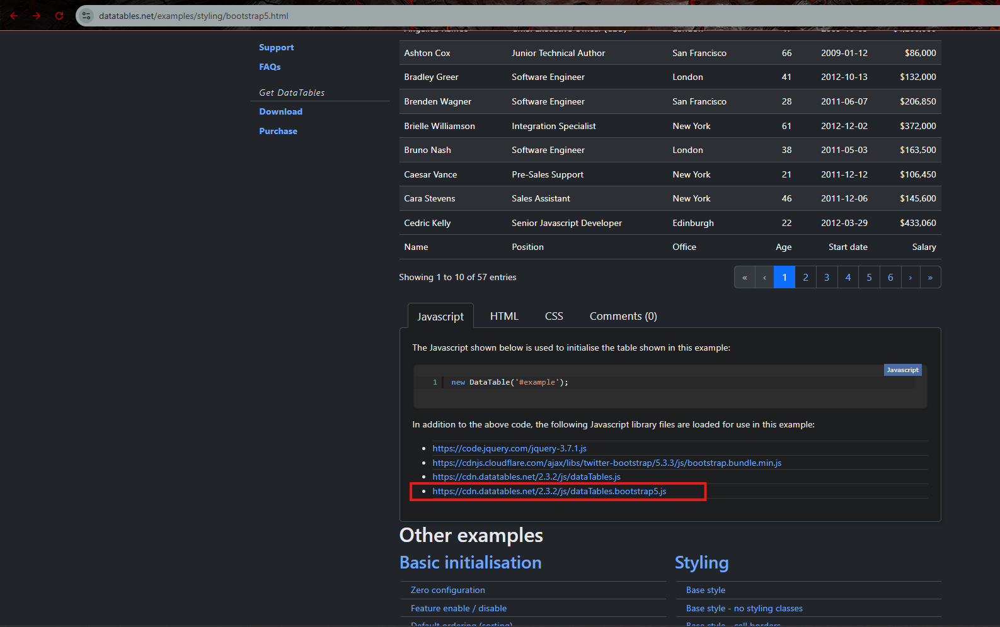 datatables.net/examples/styling/bootstrap5.html
Support
FAQs
Get DataTables
Download
Purchase
Ashton Cox Junior Technical Author San Francisco 66 2009-01-12 $86,000
Bradley Greer Software Engineer London 41 2012-10-13 $132,000
Brenden Wagner Software Engineer San Francisco 28 2011-06-07 $206,850
Brielle Williamson Integration Specialist New York 61 2012-12-02 $372,000
Bruno Nash Software Engineer London 38 2011-05-03 $163,500
Caesar Vance Pre-Sales Support New York 21 2011-12-12 $106,450
Cara Stevens Sales Assistant New York 46 2011-12-06 $145,600
Cedric Kelly Senior Javascript Developer Edinburgh 22 2012-03-29 $433,060
Name Position Office Age Start date Salary
Showing 1 to 10 of 57 entries
« ‹ 1 2 3 4 5 6 › »
Javascript HTML CSS Comments (0)
The Javascript shown below is used to initialise the table shown in this example:
Javascript
1 new DataTable('#example');
In addition to the above code, the following Javascript library files are loaded for use in this example:
• https://code.jquery.com/jquery-3.7.1.js
• https://cdnjs.cloudflare.com/ajax/libs/twitter-bootstrap/5.3.3/js/bootstrap.bundle.min.js
• https://cdn.datatables.net/2.3.2/js/dataTables.js
• https://cdn.datatables.net/2.3.2/js/dataTables.bootstrap5.js
Other examples
Basic initialisation
Zero configuration
Feature enable / disable
Default ordering (sorting)
Styling
Base style
Base style - no styling classes
Base style - cell borders